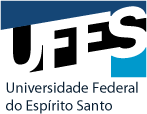 UFES
Universidade Federal
do Espírito Santo